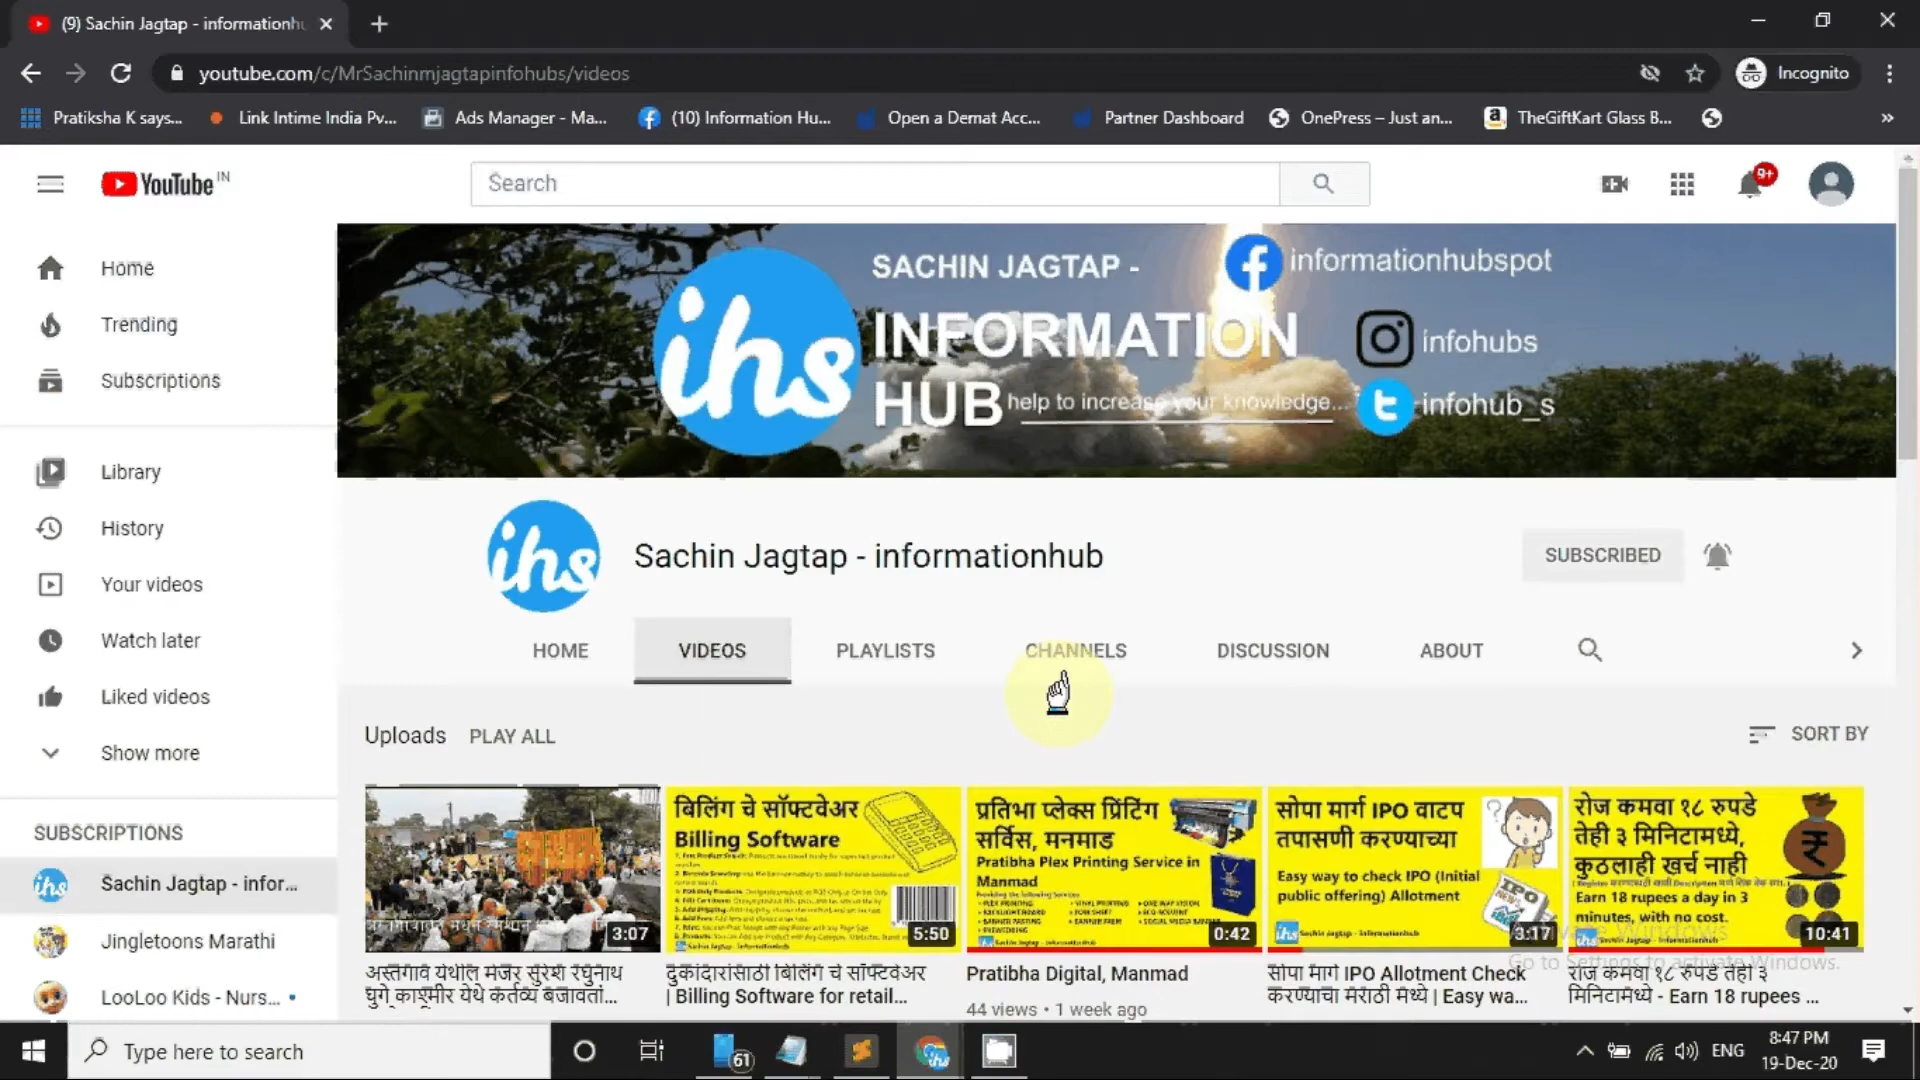 (9) Sachin Jagtap - informationhu
youtube.com/c/MrSachinmjagtapinfohubs/videos
Incognito
Pratiksha K says...
Link Intime India Pv...
Ads Manager - Ma...
(10) Information Hu...
Open a Demat Acc...
Partner Dashboard
OnePress – Just an...
TheGiftKart Glass B...
YouTube IN
Search
9+
Home
Trending
Subscriptions
Library
History
Your videos
Watch later
Liked videos
Show more
SUBSCRIPTIONS
Sachin Jagtap - infor...
Jingletoons Marathi
LooLoo Kids - Nurs...
ihs
SACHIN JAGTAP -
INFORMATION
HUB help to increase your knowledge...
informationhubspot
infohubs
infohub_s
ihs
Sachin Jagtap - informationhub
SUBSCRIBED
HOME
VIDEOS
PLAYLISTS
CHANNELS
DISCUSSION
ABOUT
Uploads
PLAY ALL
SORT BY
3:07
बिलिंग चे सॉफ्टवेअर
Billing Software
5:50
प्रतिभा प्लेक्स प्रिंटिंग
सर्विस, मनमाड
Pratibha Plex Printing Service in
Manmad
0:42
सोपा मार्ग IPO वाटप
तपासणी करण्याच्या
Easy way to check IPO (Initial
public offering) Allotment
IPO
3:17
रोज कमवा १८ रुपडे
तेही ३ मिनिटामध्ये,
कुठलाही खर्च नाही
Earn 18 rupees a day in 3
minutes, with no cost.
10:41
अस्तगाव येथील मेजर सुरेश रघुनाथ
घुगे काश्मीर येथे कर्तव्य बजावतां...
दुकांदारांसाठी बिलिंग चे सॉफ्टवेअर
| Billing Software for retail...
Pratibha Digital, Manmad
44 views • 1 week ago
सोपा मार्ग IPO Allotment Check
करण्याचा मराठी मध्ये | Easy wa...
रोज कमवा १८ रुपडे तेही ३
मिनिटामध्ये - Earn 18 rupees ...
Activate Windows
Go to Settings to activate Windows.
Type here to search
61
ENG
8:47 PM
19-Dec-20